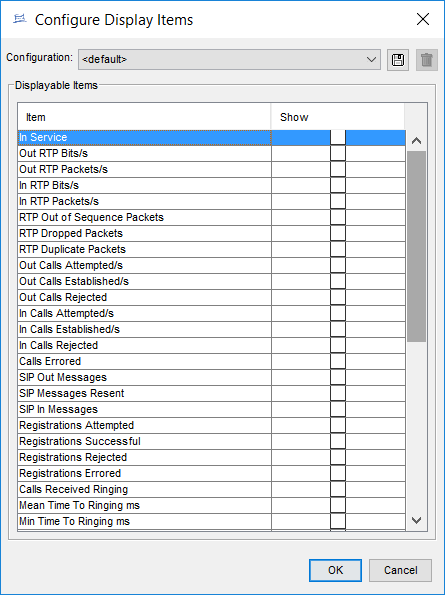 Configure Display Items
Configuration: <default>
Displayable Items
Item Show
In Service
Out RTP Bits/s
Out RTP Packets/s
In RTP Bits/s
In RTP Packets/s
RTP Out of Sequence Packets
RTP Dropped Packets
RTP Duplicate Packets
Out Calls Attempted/s
Out Calls Established/s
Out Calls Rejected
In Calls Attempted/s
In Calls Established/s
In Calls Rejected
Calls Errored
SIP Out Messages
SIP Messages Resent
SIP In Messages
Registrations Attempted
Registrations Successful
Registrations Rejected
Registrations Errored
Calls Received Ringing
Mean Time To Ringing ms
Min Time To Ringing ms
OK Cancel